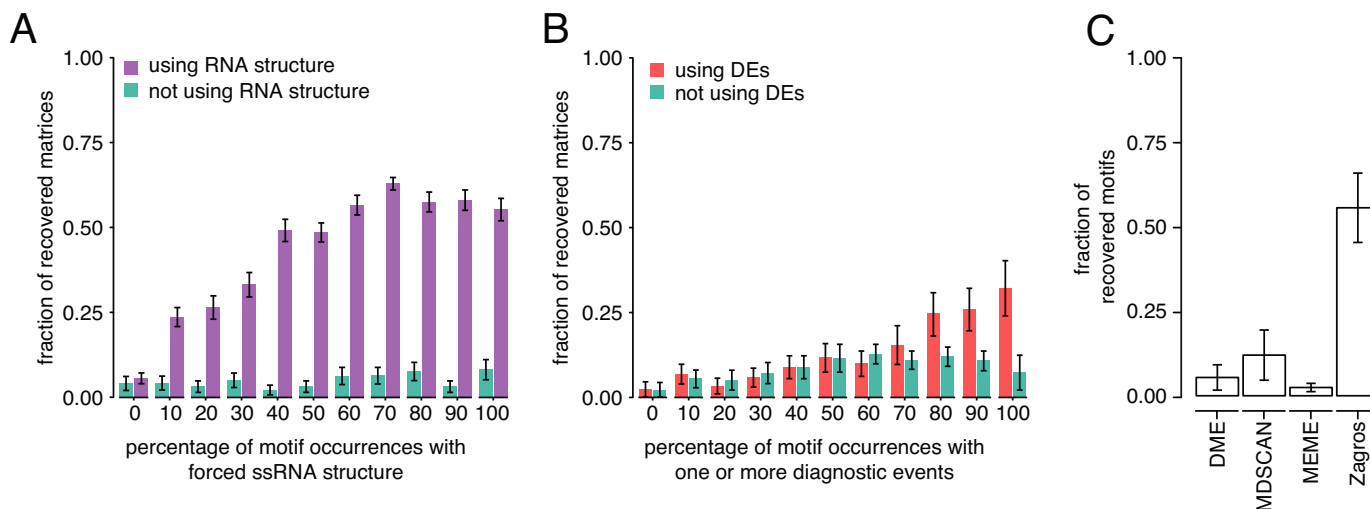 A
fraction of recovered matrices
1.00
0.75
0.50
0.25
0.00
using RNA structure
not using RNA structure
0 10 20 30 40 50 60 70 80 90 100
percentage of motif occurrences with
forced ssRNA structure
B
fraction of recovered matrices
1.00
0.75
0.50
0.25
0.00
using DEs
not using DEs
0 10 20 30 40 50 60 70 80 90 100
percentage of motif occurrences with
one or more diagnostic events
C
fraction of
recovered motifs
1.00
0.75
0.50
0.25
0.00
DME
MDSCAN
MEME
Zagros